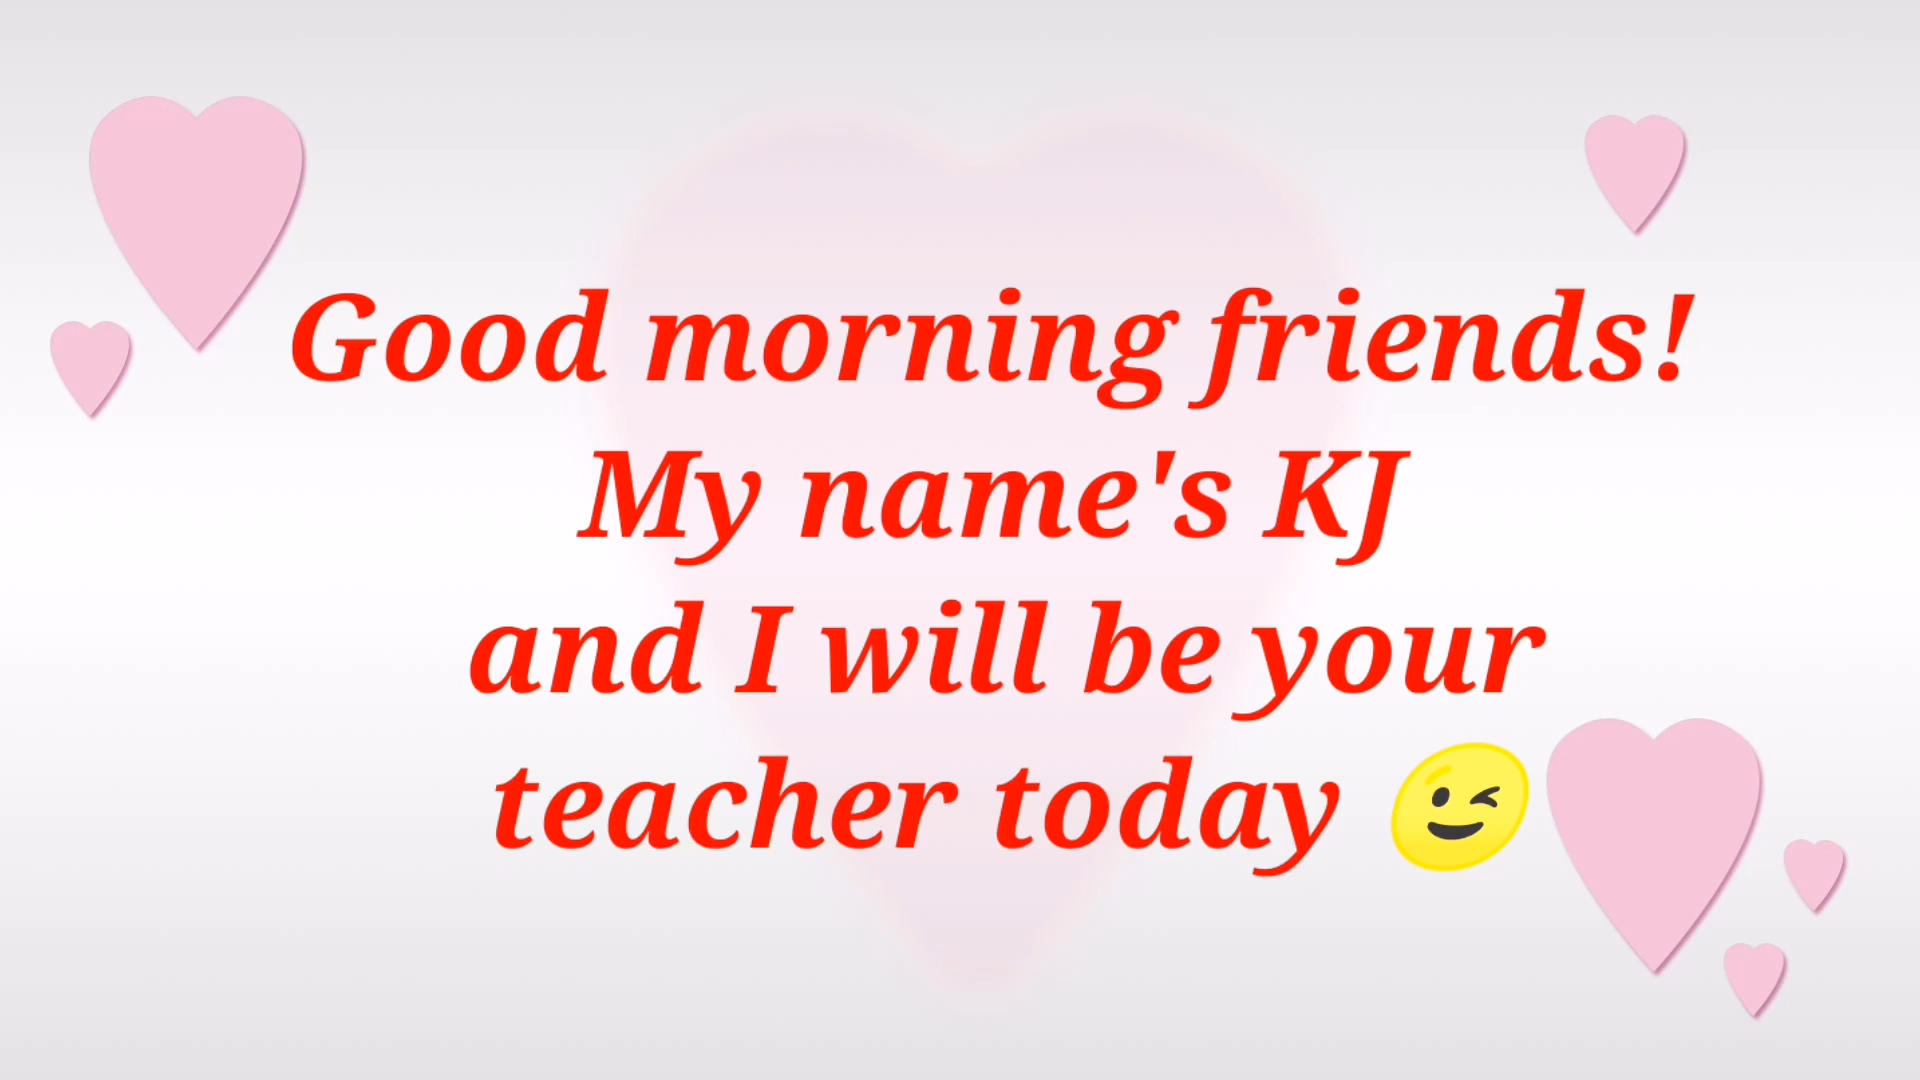 Good morning friends!
My name's KJ
and I will be your
teacher today 😉